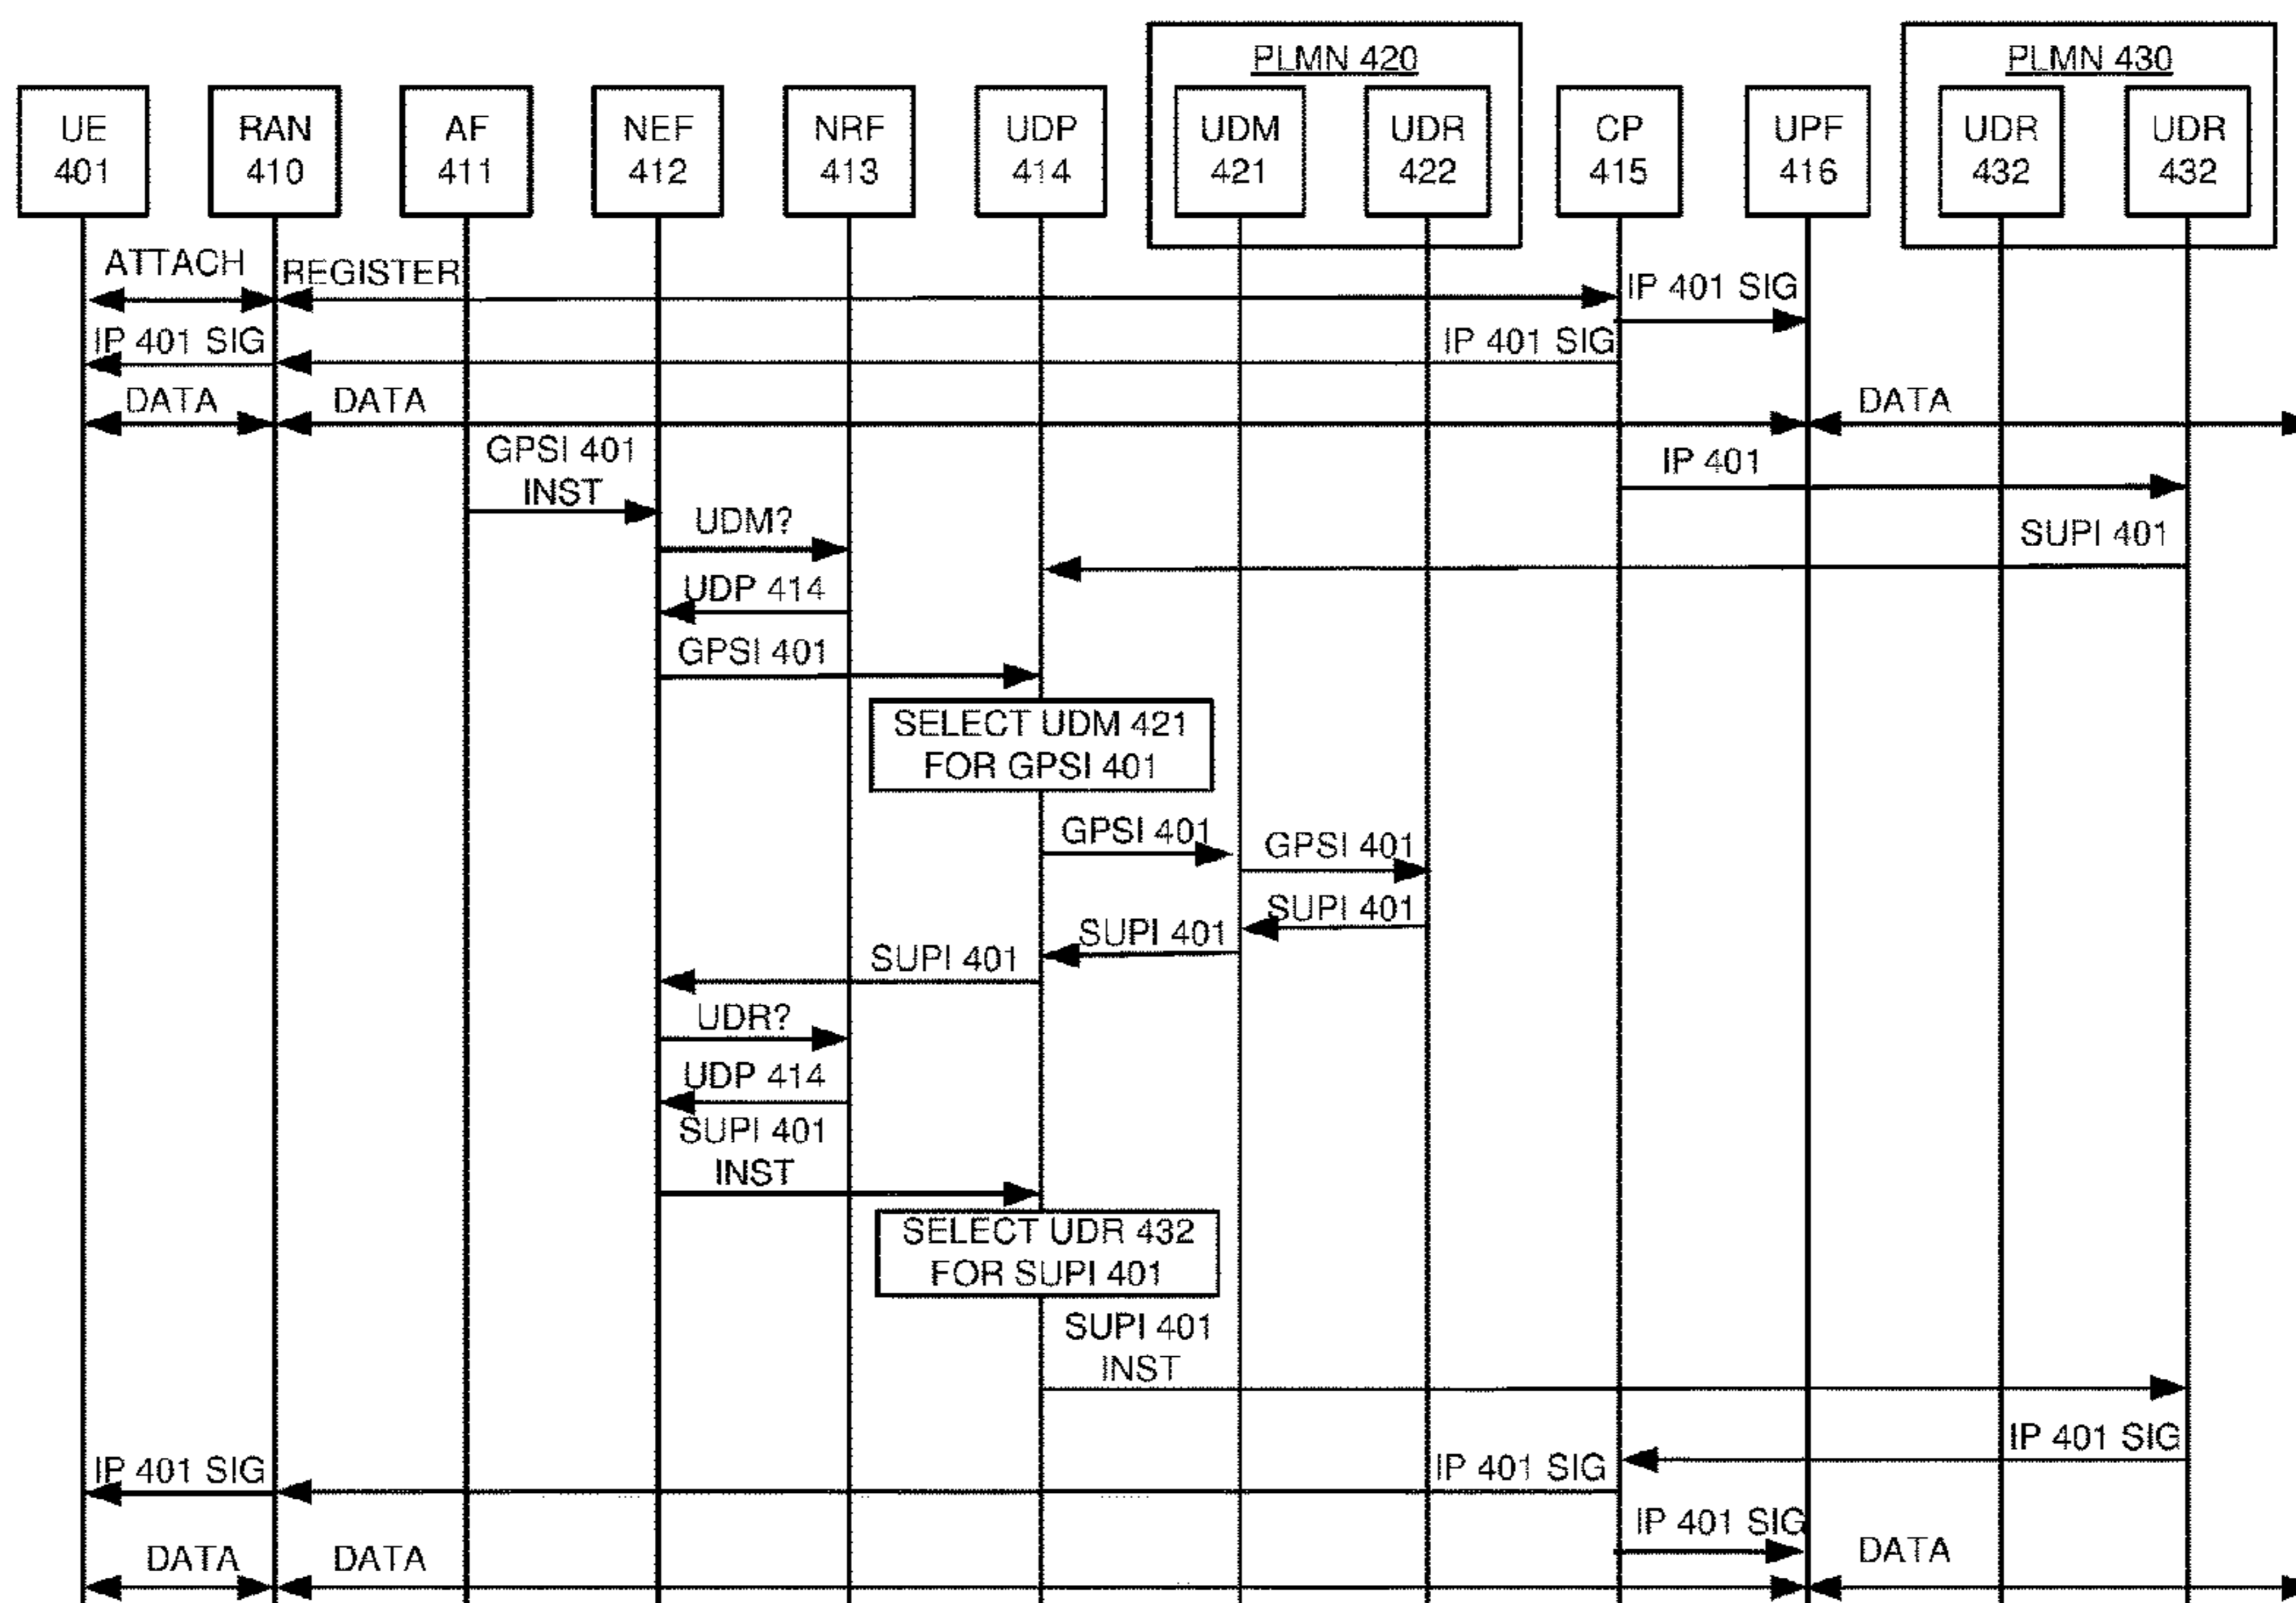 PLMN 420
PLMN 430
UE
401
RAN
410
AF
411
NEF
412
NRF
413
UDP
414
UDM
421
UDR
422
CP
415
UPF
416
UDR
432
UDR
432
ATTACH
REGISTER
IP 401 SIG
IP 401 SIG
IP 401 SIG
DATA
DATA
DATA
GPSI 401
INST
IP 401
UDM?
SUPI 401
UDP 414
GPSI 401
SELECT UDM 421
FOR GPSI 401
GPSI 401
GPSI 401
SUPI 401
SUPI 401
SUPI 401
UDR?
UDP 414
SUPI 401
INST
SELECT UDR 432
FOR SUPI 401
SUPI 401
INST
IP 401 SIG
IP 401 SIG
IP 401 SIG
IP 401 SIG
DATA
DATA
DATA